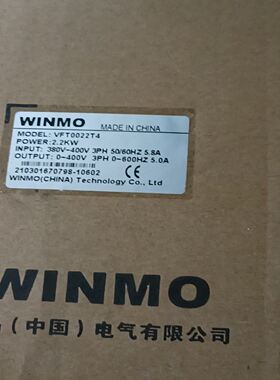 WINMO
MADE IN CHINA
MODEL: VFT0022T4
POWER:2.2KW
INPUT: 380V~400V 3PH 50/60HZ 5.8A
OUTPUT: 0~400V 3PH 0~600HZ 5.0A
210301670798-10602 CE
WINMO(CHINA) Technology Co., Ltd
WINMO
（中国）电气有限公司